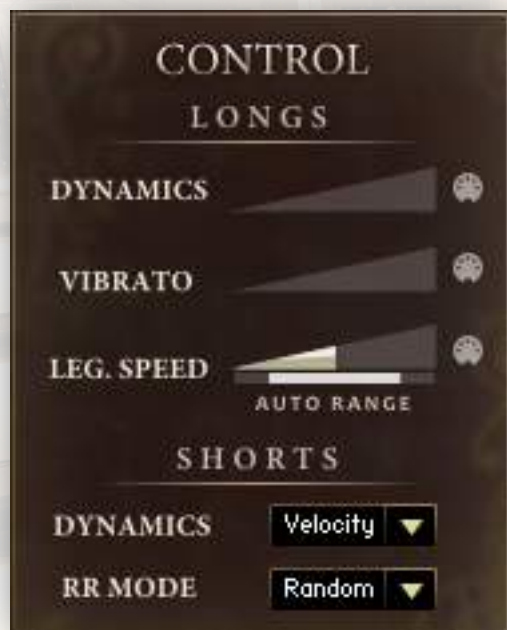 CONTROL
LONGS
DYNAMICS
VIBRATO
LEG. SPEED
AUTO RANGE
SHORTS
DYNAMICS Velocity
RR MODE Random